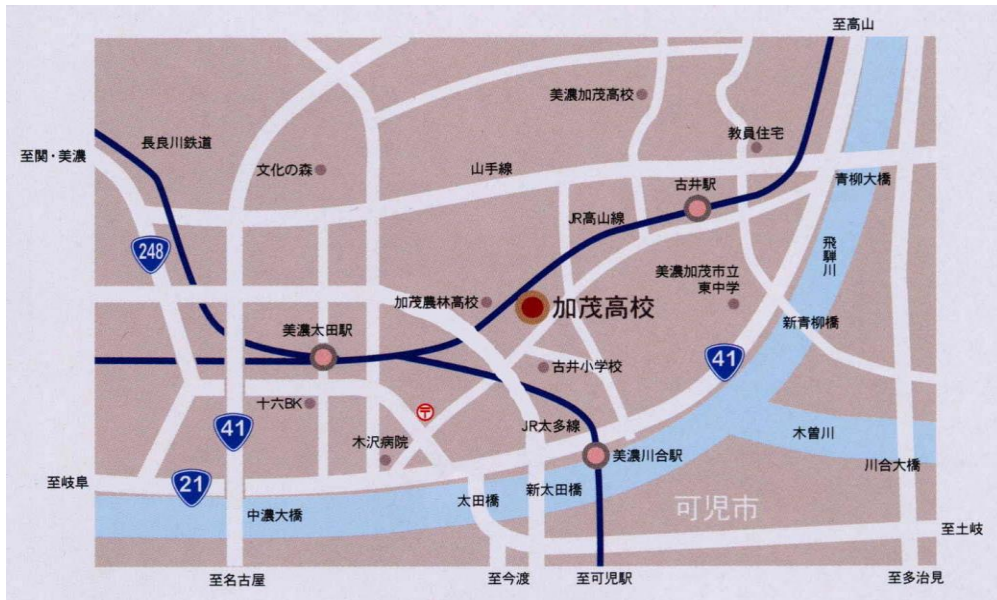 至高山
美濃加茂高校
教員住宅
長良川鉄道
至関・美濃
文化の森
山手線
古井駅
青柳大橋
JR高山線
248
飛騨川
美濃加茂市立
東中学
加茂農林高校
加茂高校
新青柳橋
美濃太田駅
41
古井小学校
十六BK
〒
41
JR太多線
木曽川
木沢病院
美濃川合駅
川合大橋
至岐阜
21
太田橋
新太田橋
中濃大橋
可児市
至土岐
至名古屋
至今渡
至可児駅
至多治見